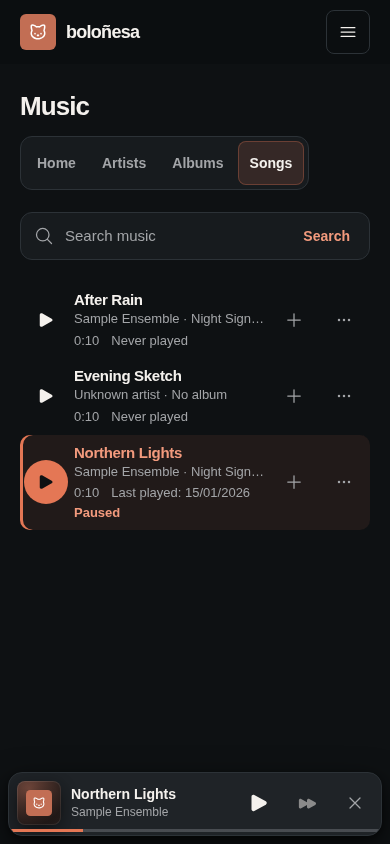 boloñesa
Music
Home Artists Albums Songs
Search music Search
After Rain
Sample Ensemble · Night Sign…
0:10 Never played
Evening Sketch
Unknown artist · No album
0:10 Never played
Northern Lights
Sample Ensemble · Night Sign…
0:10 Last played: 15/01/2026
Paused
Northern Lights
Sample Ensemble